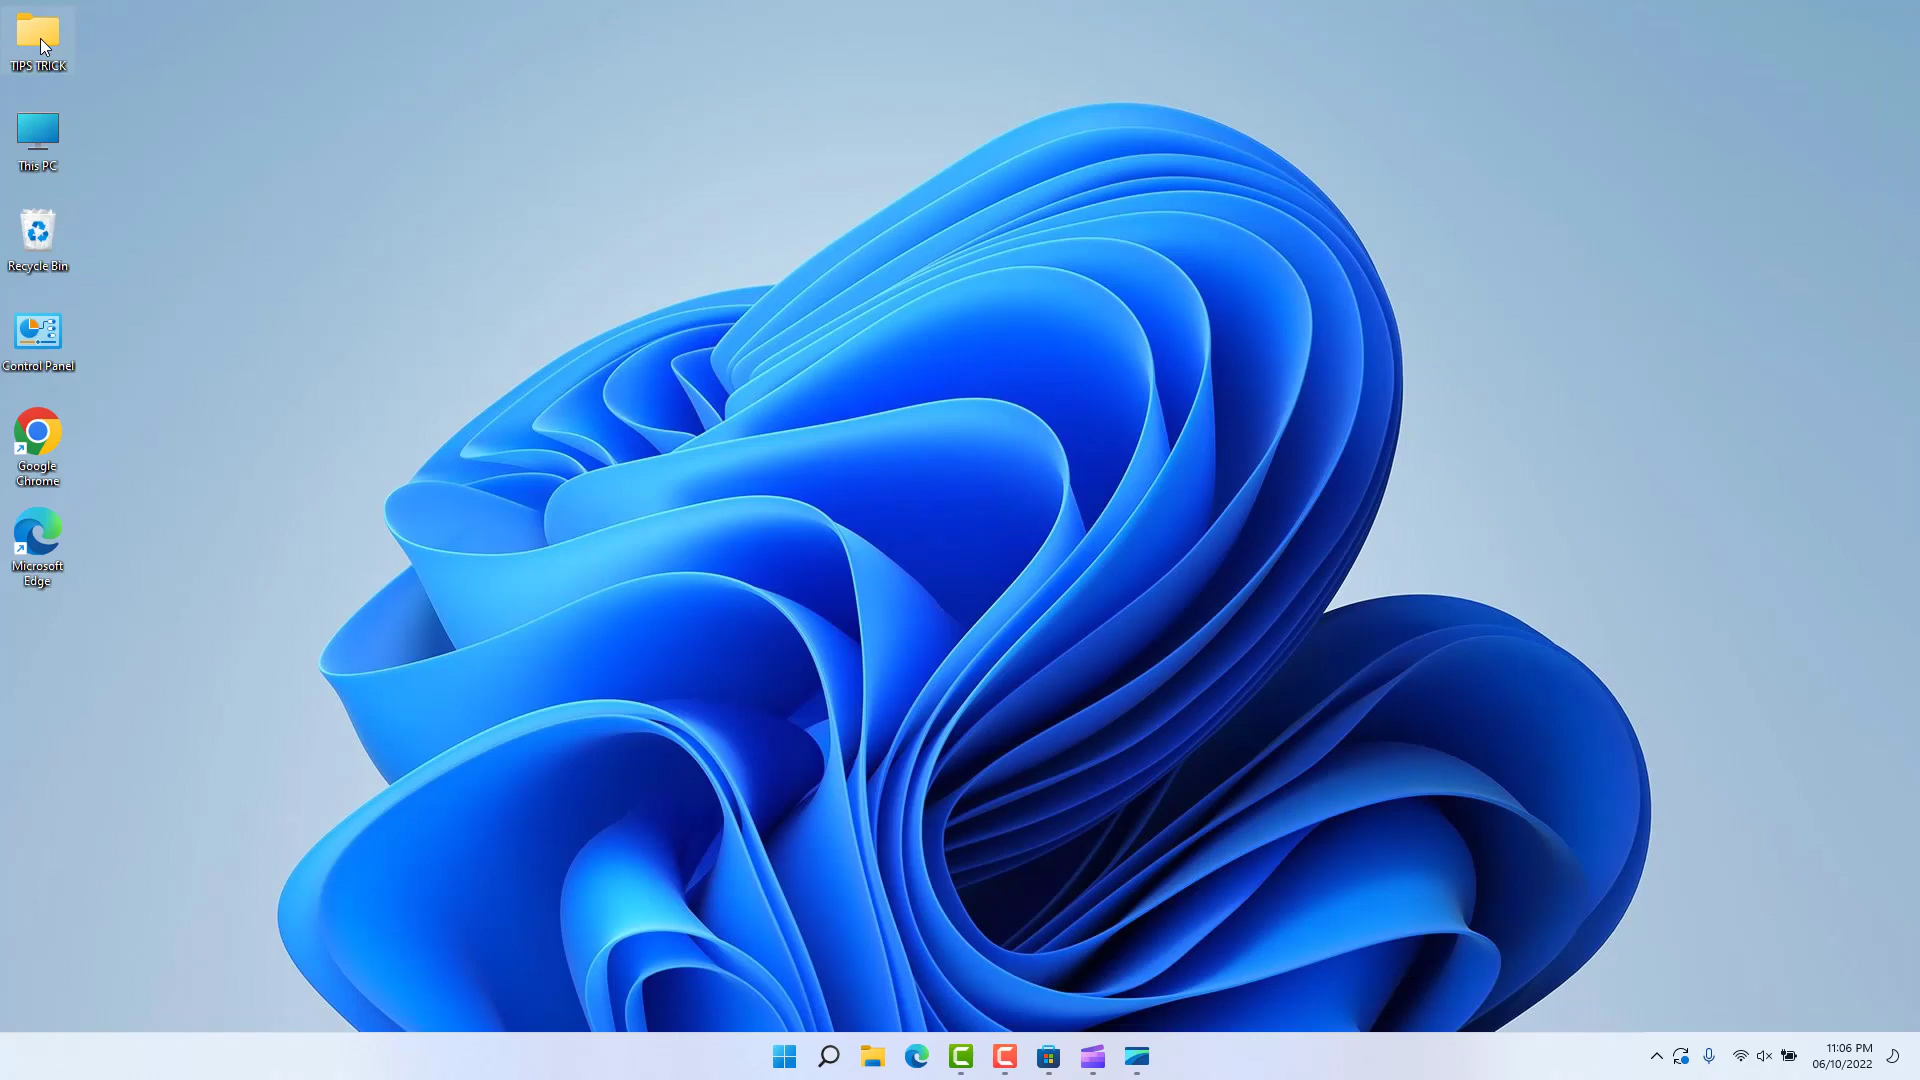 TIPS TRICK
This PC
Recycle Bin
Control Panel
Google
Chrome
Microsoft
Edge
11:06 PM
06/10/2022